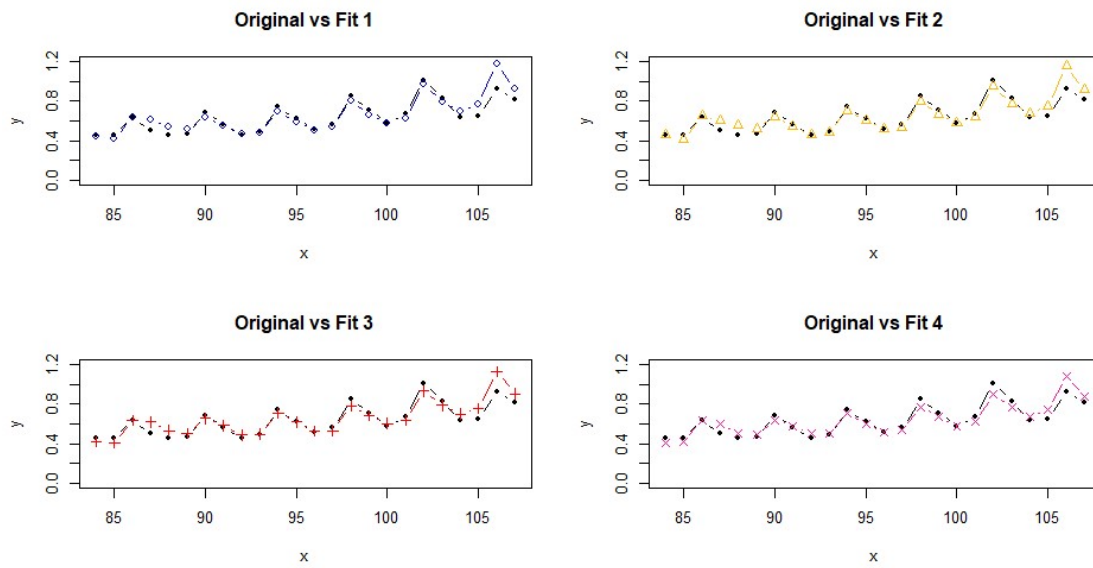 Original vs Fit 1
y
0.0 0.4 0.8 1.2
85 90 95 100 105
x
Original vs Fit 2
y
0.0 0.4 0.8 1.2
85 90 95 100 105
x
Original vs Fit 3
y
0.0 0.4 0.8 1.2
85 90 95 100 105
x
Original vs Fit 4
y
0.0 0.4 0.8 1.2
85 90 95 100 105
x